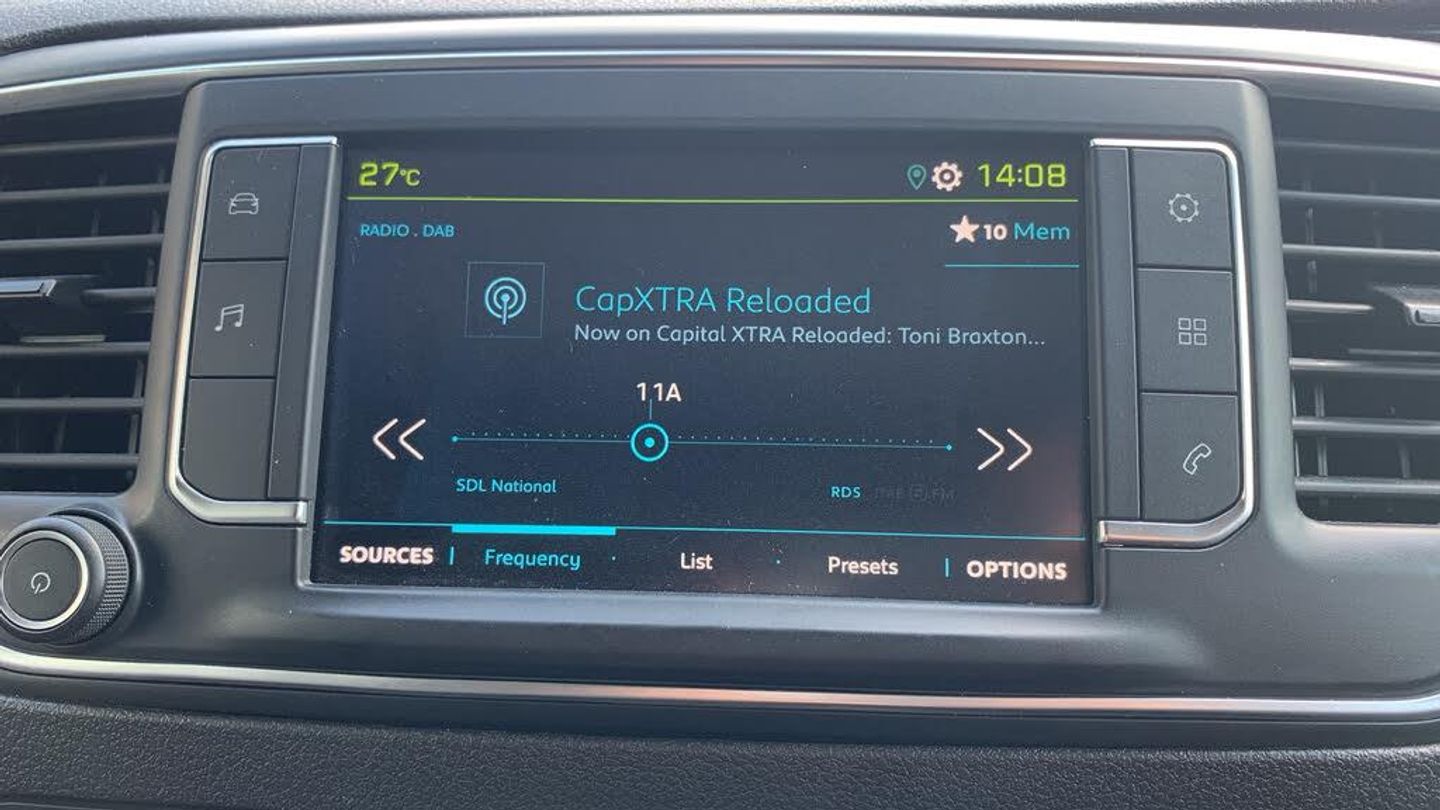 27°C 14:08
RADIO . DAB 10 Mem
CapXTRA Reloaded
Now on Capital XTRA Reloaded: Toni Braxton...
11A
SDL National RDS
SOURCES Frequency List Presets OPTIONS